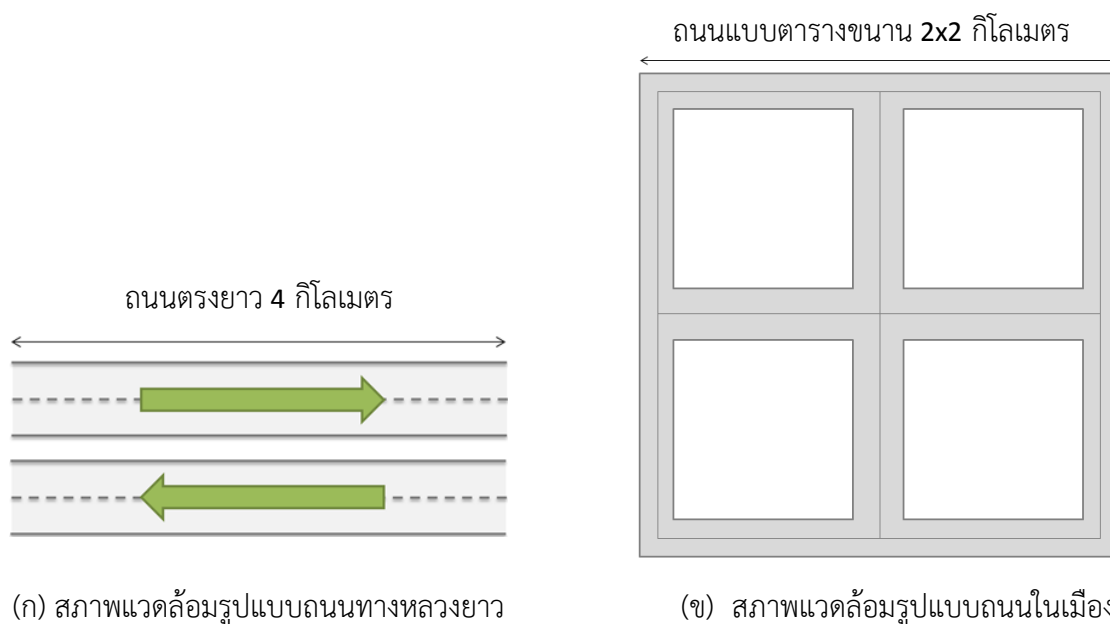 ถนนแบบตารางขนาน 2x2 กิโลเมตร
ถนนตรงยาว 4 กิโลเมตร
(ก) สภาพแวดล้อมรูปแบบถนนทางหลวงยาว
(ข) สภาพแวดล้อมรูปแบบถนนในเมือง